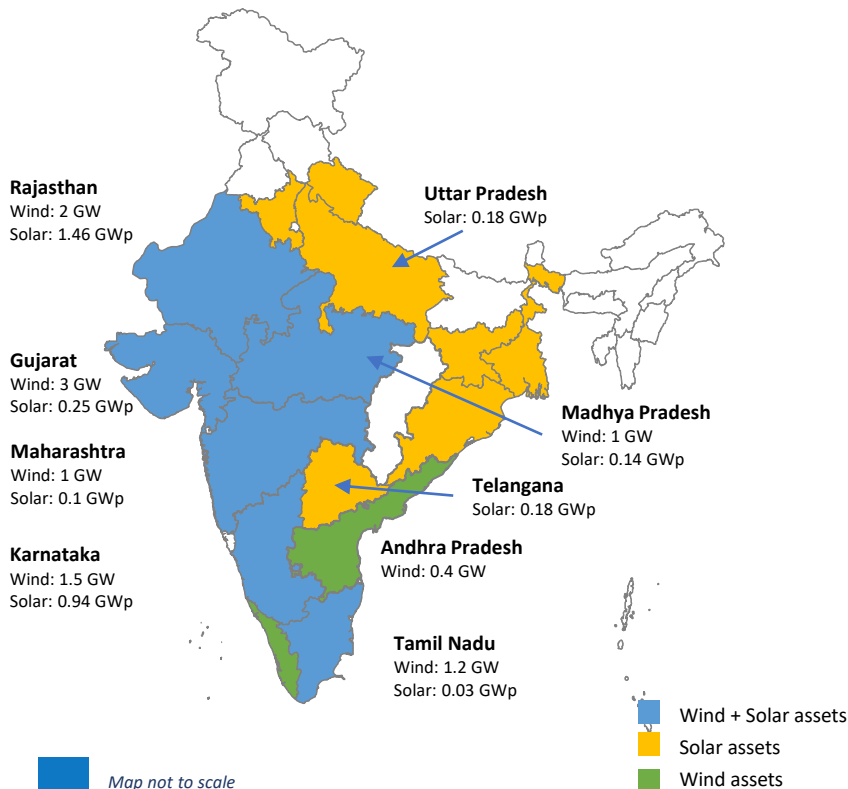 Rajasthan
Wind: 2 GW
Solar: 1.46 GWp
Uttar Pradesh
Solar: 0.18 GWp
Gujarat
Wind: 3 GW
Solar: 0.25 GWp
Madhya Pradesh
Wind: 1 GW
Solar: 0.14 GWp
Maharashtra
Wind: 1 GW
Solar: 0.1 GWp
Telangana
Solar: 0.18 GWp
Karnataka
Wind: 1.5 GW
Solar: 0.94 GWp
Andhra Pradesh
Wind: 0.4 GW
Tamil Nadu
Wind: 1.2 GW
Solar: 0.03 GWp
Wind + Solar assets
Solar assets
Wind assets
Map not to scale